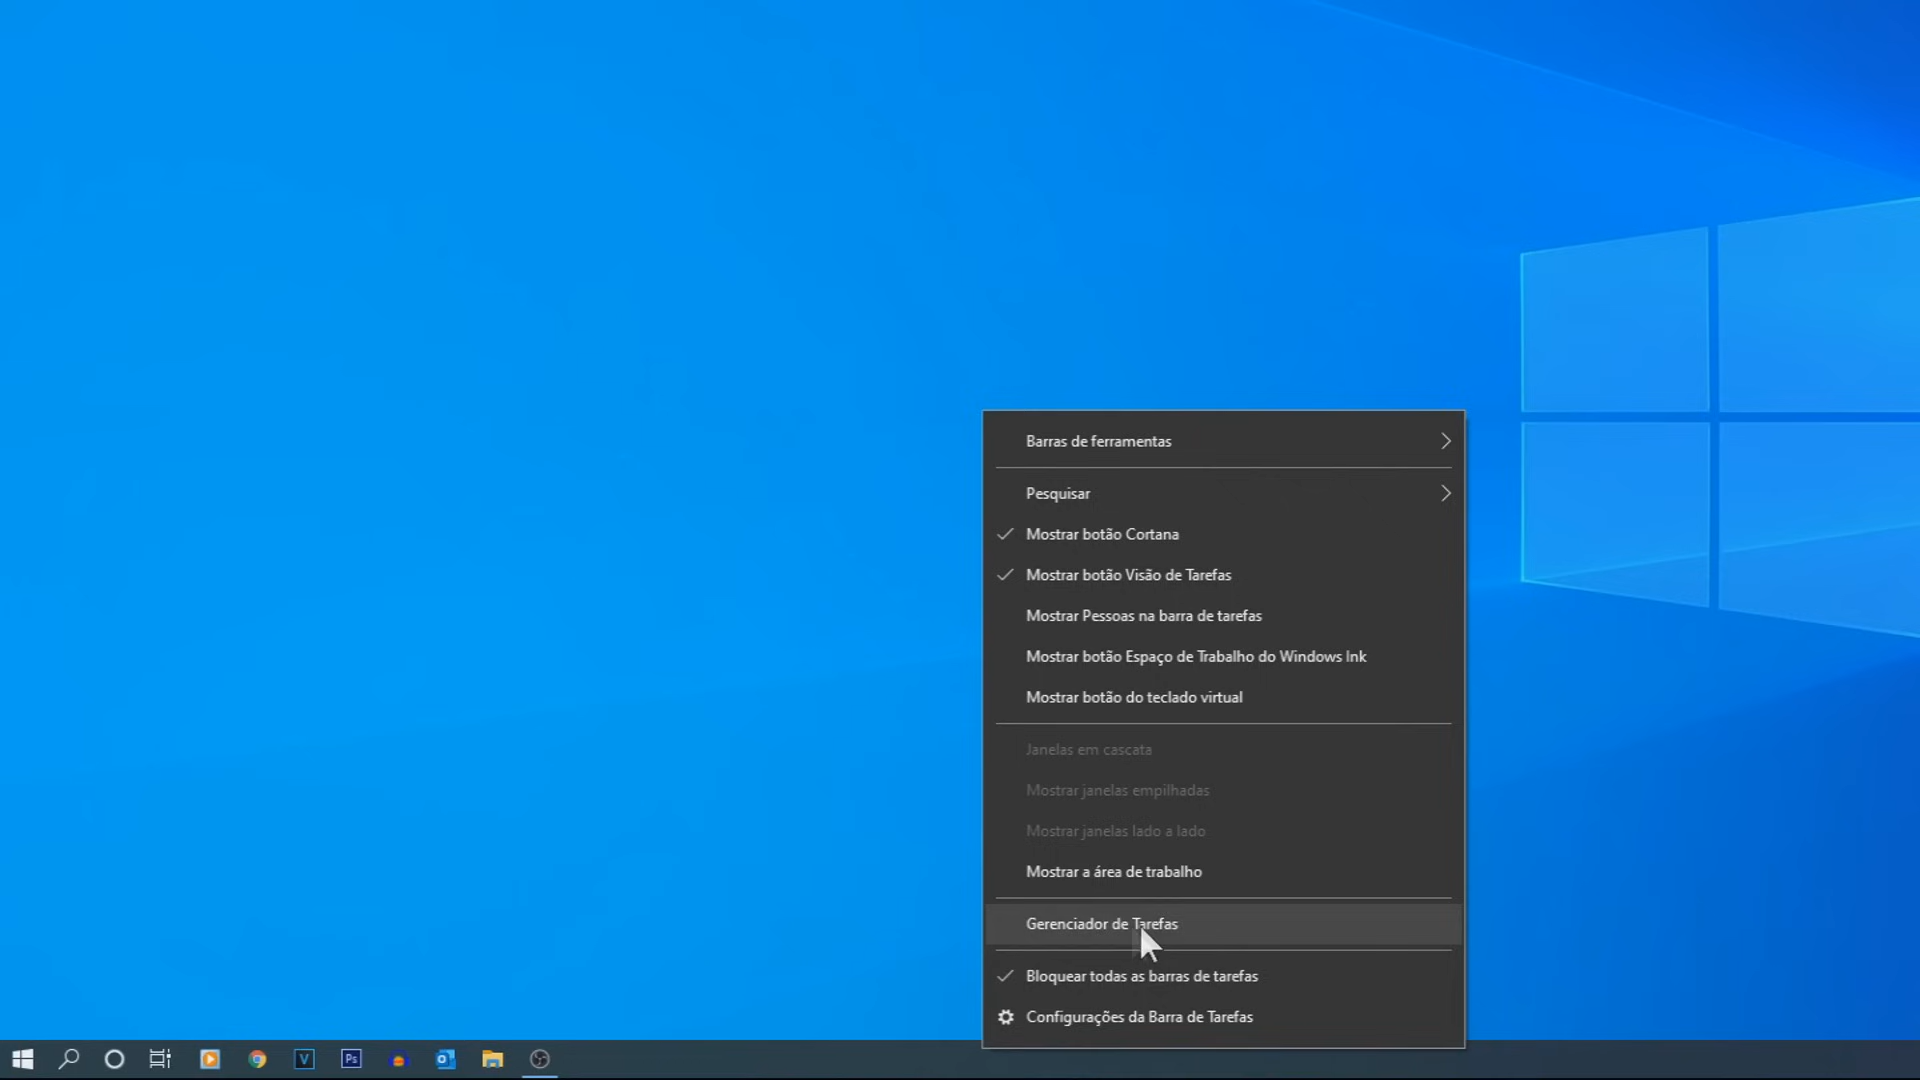 Barras de ferramentas
Pesquisar
Mostrar botão Cortana
Mostrar botão Visão de Tarefas
Mostrar Pessoas na barra de tarefas
Mostrar botão Espaço de Trabalho do Windows Ink
Mostrar botão do teclado virtual
Janelas em cascata
Mostrar janelas empilhadas
Mostrar janelas lado a lado
Mostrar a área de trabalho
Gerenciador de Tarefas
Bloquear todas as barras de tarefas
Configurações da Barra de Tarefas
V
Ps